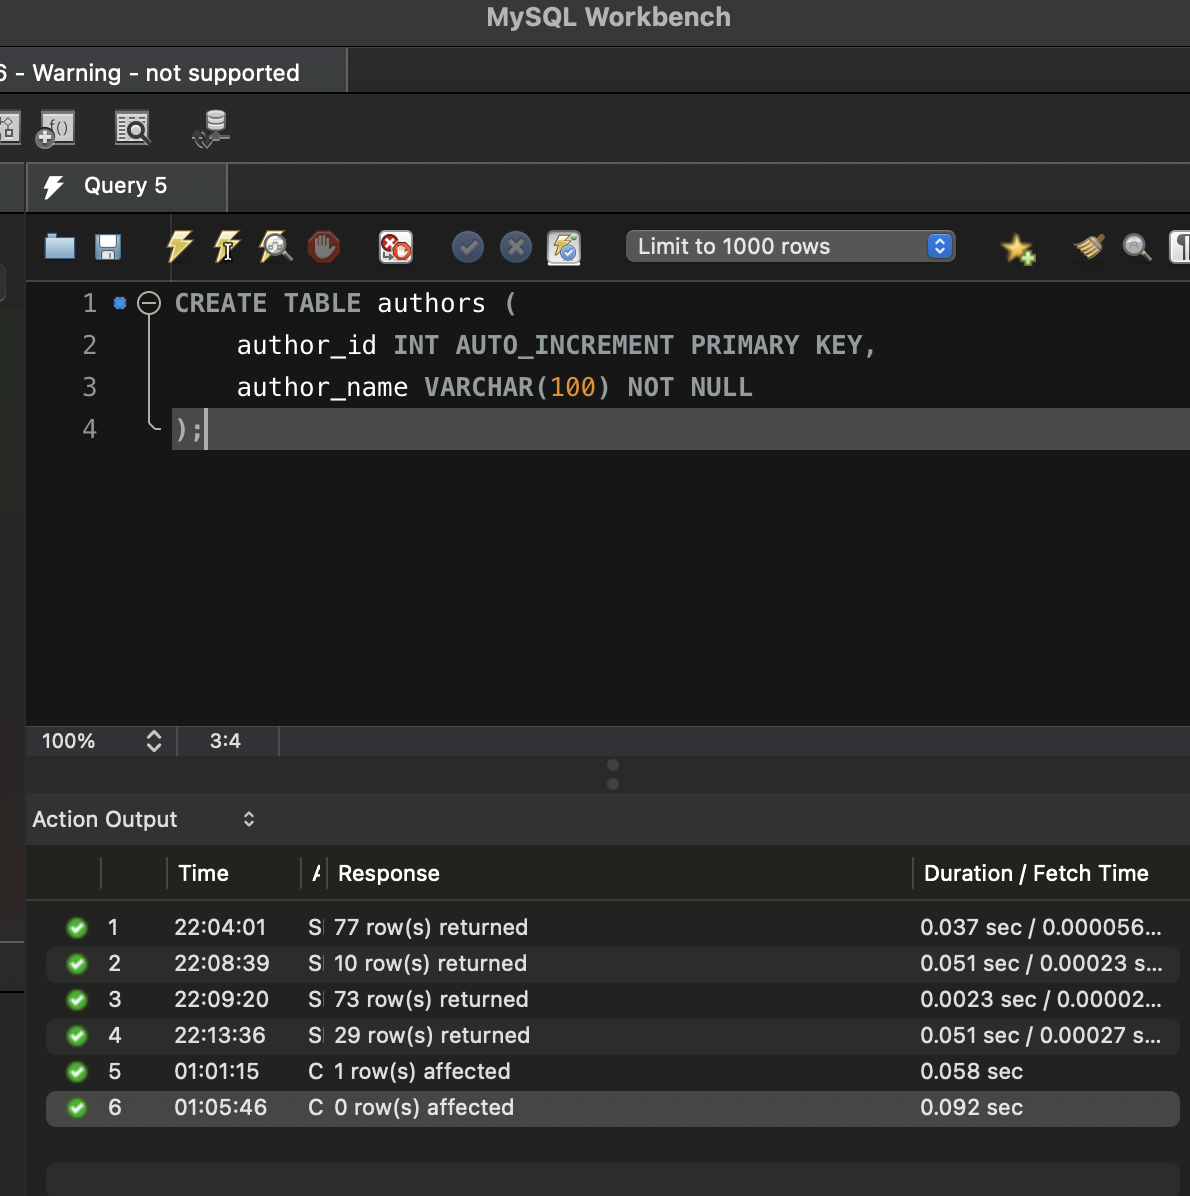 MySQL Workbench
6 - Warning - not supported
f()
Query 5
Limit to 1000 rows
1 CREATE TABLE authors (
2 author_id INT AUTO_INCREMENT PRIMARY KEY,
3 author_name VARCHAR(100) NOT NULL
4 );
100% 3:4
Action Output
Time Response Duration / Fetch Time
1 22:04:01 S 77 row(s) returned 0.037 sec / 0.000056...
2 22:08:39 S 10 row(s) returned 0.051 sec / 0.00023 s...
3 22:09:20 S 73 row(s) returned 0.0023 sec / 0.00002...
4 22:13:36 S 29 row(s) returned 0.051 sec / 0.00027 s...
5 01:01:15 C 1 row(s) affected 0.058 sec
6 01:05:46 C 0 row(s) affected 0.092 sec